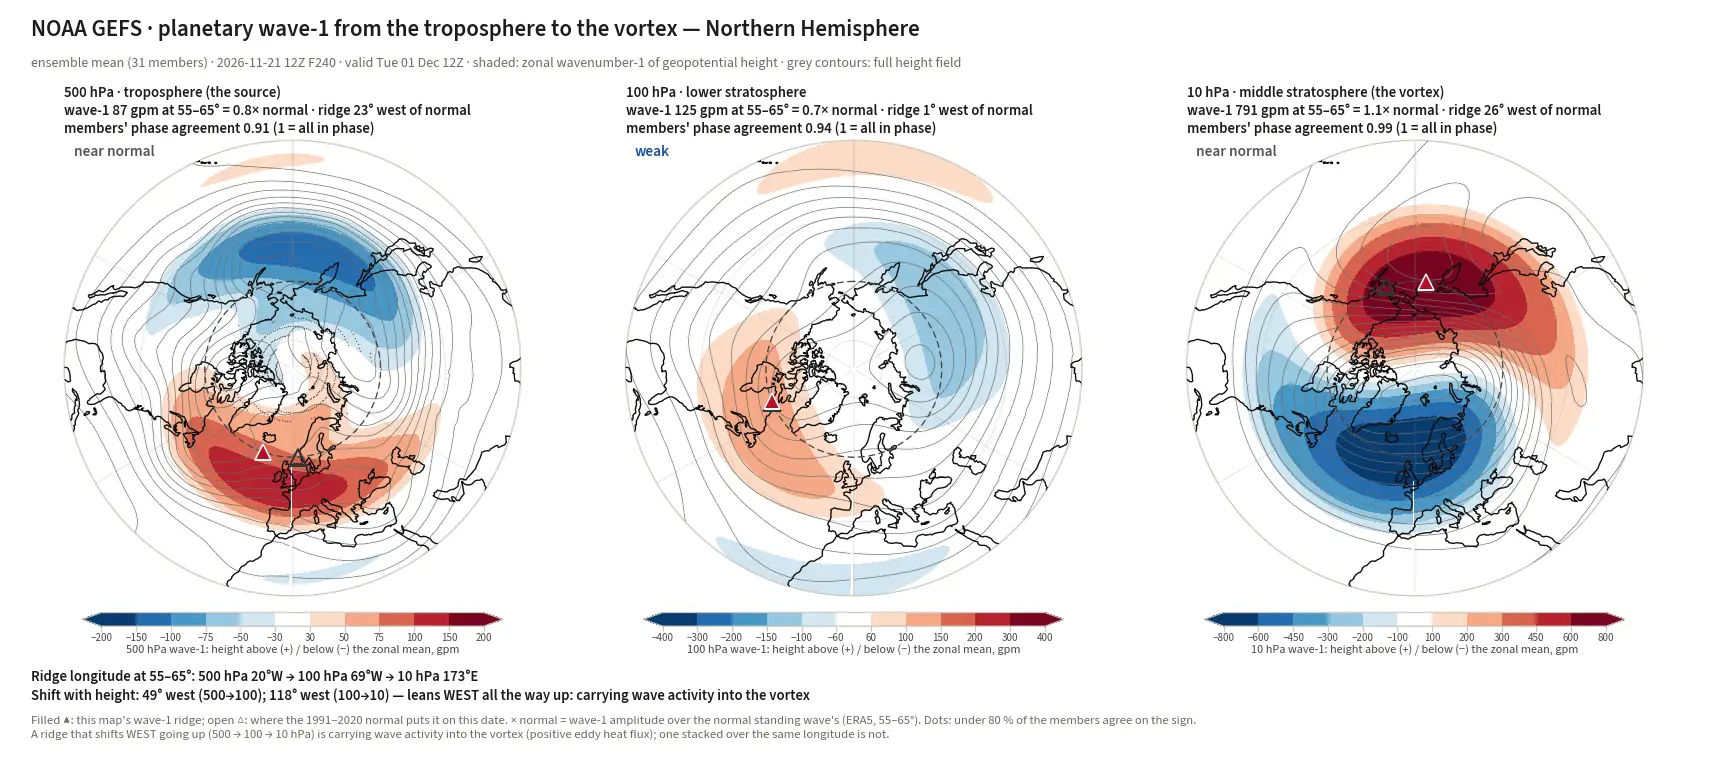 NOAA GEFS · planetary wave-1 from the troposphere to the vortex — Northern Hemisphere
ensemble mean (31 members) · 2026-11-21 12Z F240 · valid Tue 01 Dec 12Z · shaded: zonal wavenumber-1 of geopotential height · grey contours: full height field
500 hPa · troposphere (the source)
wave-1 87 gpm at 55–65° = 0.8× normal · ridge 23° west of normal
members' phase agreement 0.91 (1 = all in phase)
near normal
100 hPa · lower stratosphere
wave-1 125 gpm at 55–65° = 0.7× normal · ridge 1° west of normal
members' phase agreement 0.94 (1 = all in phase)
weak
10 hPa · middle stratosphere (the vortex)
wave-1 791 gpm at 55–65° = 1.1× normal · ridge 26° west of normal
members' phase agreement 0.99 (1 = all in phase)
near normal
−200 −150 −100 −75 −50 −30 30 50 75 100 150 200
500 hPa wave-1: height above (+) / below (−) the zonal mean, gpm
−400 −300 −200 −150 −100 −60 60 100 150 200 300 400
100 hPa wave-1: height above (+) / below (−) the zonal mean, gpm
−800 −600 −450 −300 −200 −100 100 200 300 450 600 800
10 hPa wave-1: height above (+) / below (−) the zonal mean, gpm
Ridge longitude at 55–65°: 500 hPa 20°W → 100 hPa 69°W → 10 hPa 173°E
Shift with height: 49° west (500→100); 118° west (100→10) — leans WEST all the way up: carrying wave activity into the vortex
Filled ▲: this map's wave-1 ridge; open △: where the 1991–2020 normal puts it on this date. × normal = wave-1 amplitude over the normal standing wave's (ERA5, 55–65°). Dots: under 80 % of the members agree on the sign.
A ridge that shifts WEST going up (500 → 100 → 10 hPa) is carrying wave activity into the vortex (positive eddy heat flux); one stacked over the same longitude is not.